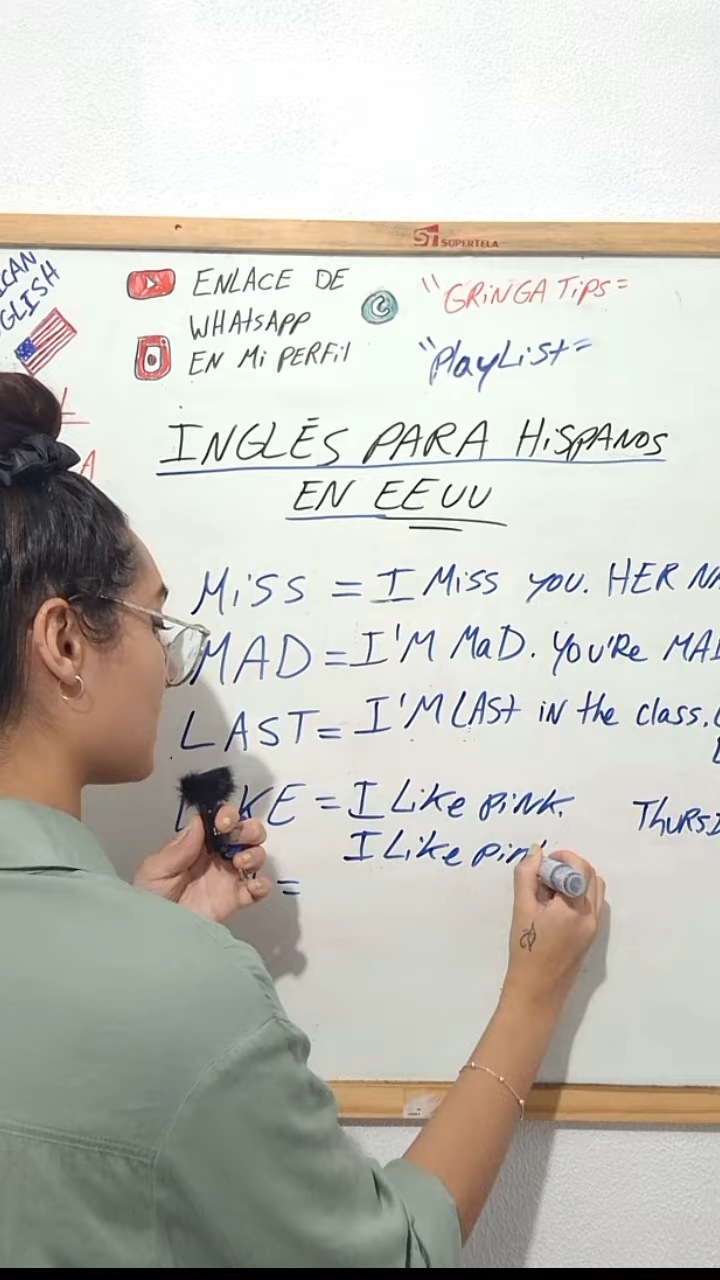 SUPERTELA
ENLACE DE
WHATSAPP
EN Mi PERFil
"GRiNGA TiPS=
"PlayList=
INGLÉS PARA HiSPANOS
EN EEUU
MiSS = I Miss you. HER
MAD = I'M MaD. You'Re
LAST = I'M LASt iN the class.
= I Like piNK.
I Like
=